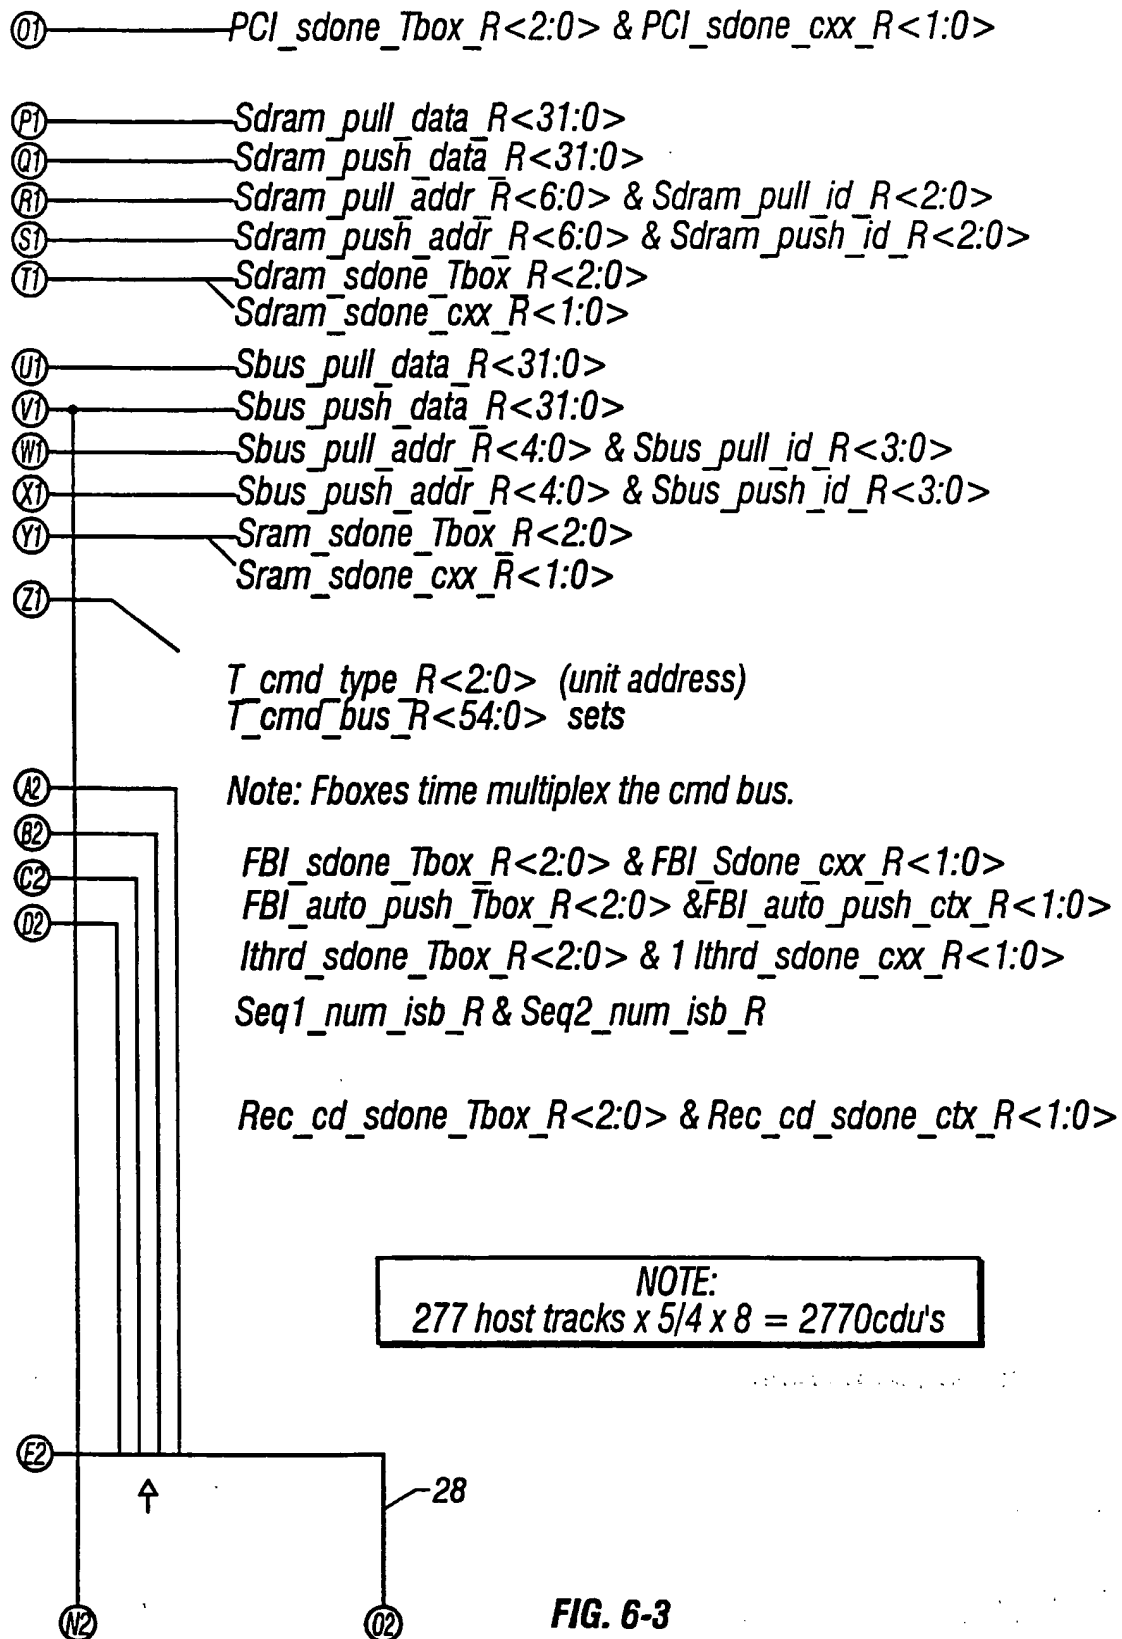 O1 PCI_sdone_Tbox_R<2:0> & PCI_sdone_cxx_R<1:0>
P1 Sdram_pull_data_R<31:0>
Q1 Sdram_push_data_R<31:0>
R1 Sdram_pull_addr_R<6:0> & Sdram_pull_id_R<2:0>
S1 Sdram_push_addr_R<6:0> & Sdram_push_id_R<2:0>
T1 Sdram_sdone_Tbox_R<2:0>
Sdram_sdone_cxx_R<1:0>
U1 Sbus_pull_data_R<31:0>
V1 Sbus_push_data_R<31:0>
W1 Sbus_pull_addr_R<4:0> & Sbus_pull_id_R<3:0>
X1 Sbus_push_addr_R<4:0> & Sbus_push_id_R<3:0>
Y1 Sram_sdone_Tbox_R<2:0>
Sram_sdone_cxx_R<1:0>
Z1
T_cmd_type_R<2:0> (unit address)
T_cmd_bus_R<54:0> sets
A2 Note: Fboxes time multiplex the cmd bus.
B2
FBI_sdone_Tbox_R<2:0> & FBI_Sdone_cxx_R<1:0>
C2
FBI_auto_push_Tbox_R<2:0> &FBI_auto_push_ctx_R<1:0>
D2
Ithrd_sdone_Tbox_R<2:0> & 1 Ithrd_sdone_cxx_R<1:0>
Seq1_num_isb_R & Seq2_num_isb_R
Rec_cd_sdone_Tbox_R<2:0> & Rec_cd_sdone_ctx_R<1:0>
NOTE:
277 host tracks x 5/4 x 8 = 2770cdu's
E2
28
N2 O2
FIG. 6-3